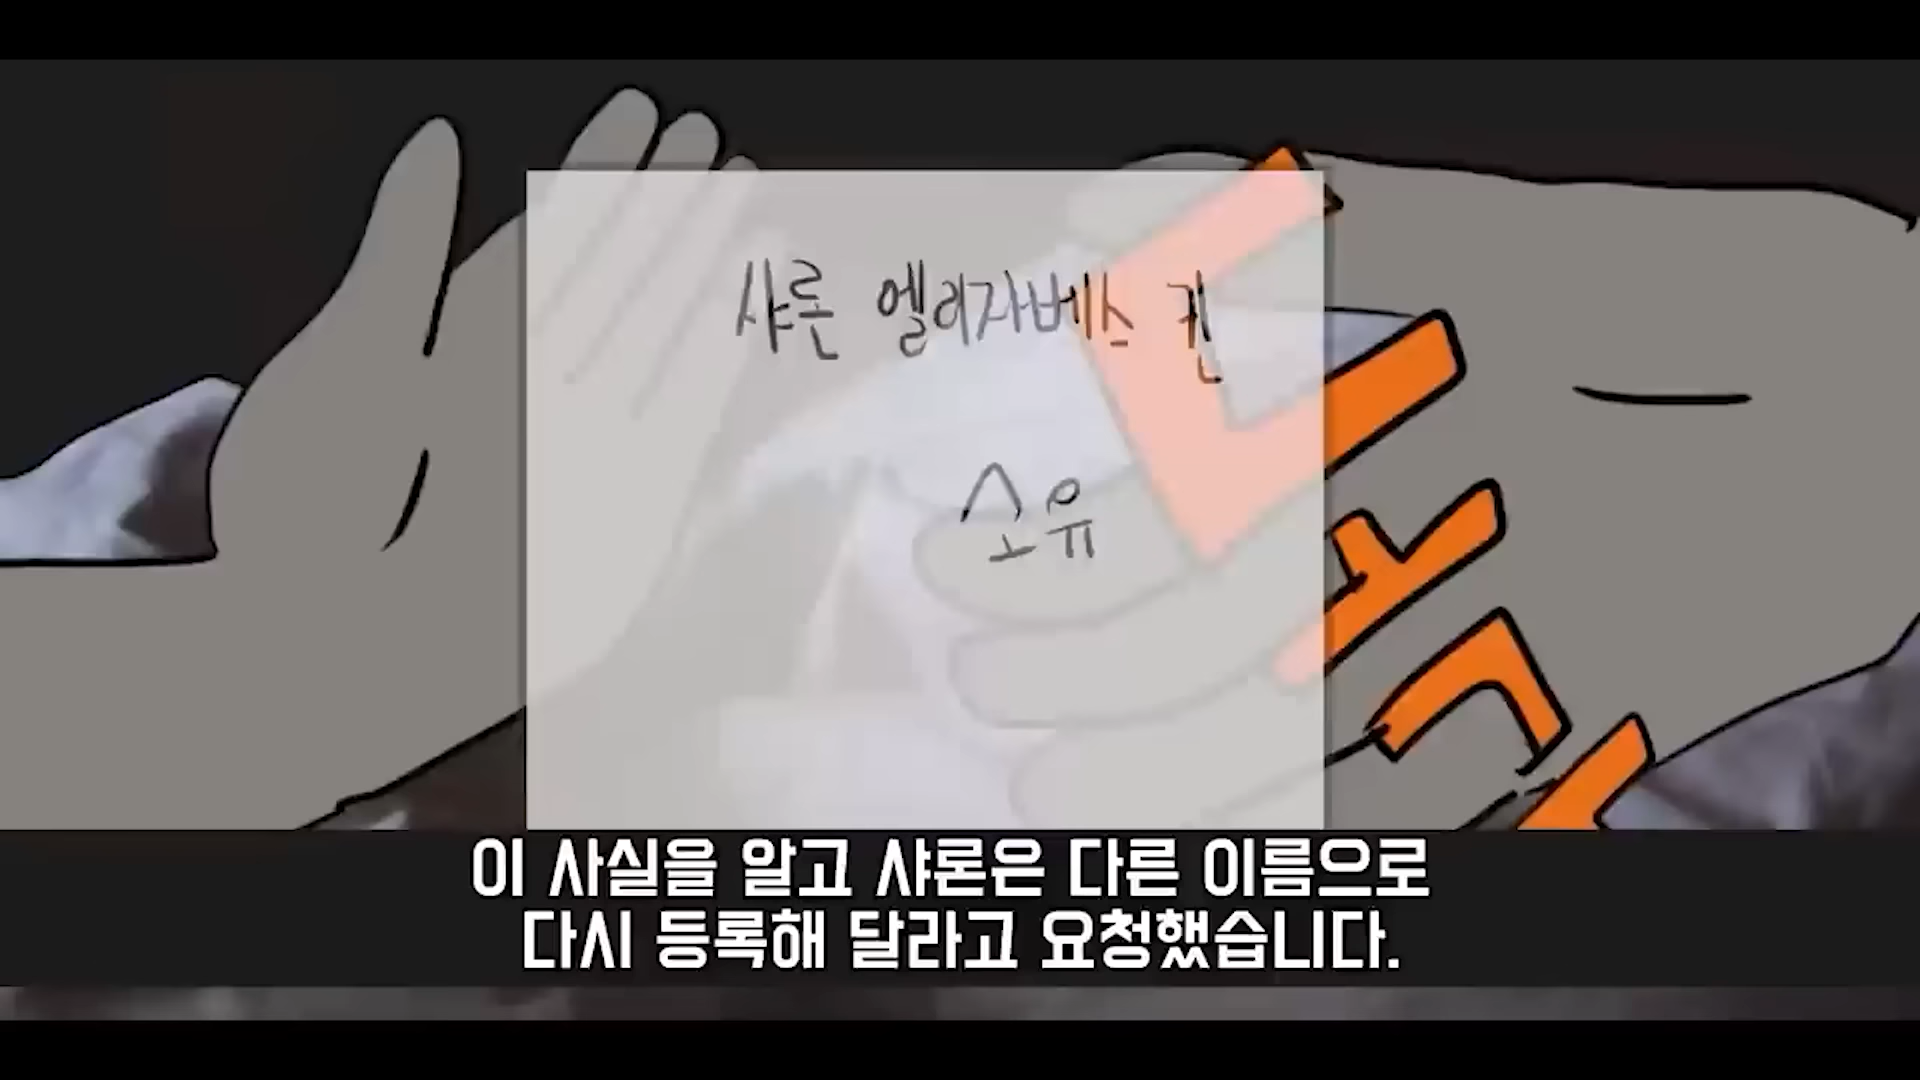 샤론 엘리자베스 킨
소유
이 사실을 알고 샤론은 다른 이름으로
다시 등록해 달라고 요청했습니다.